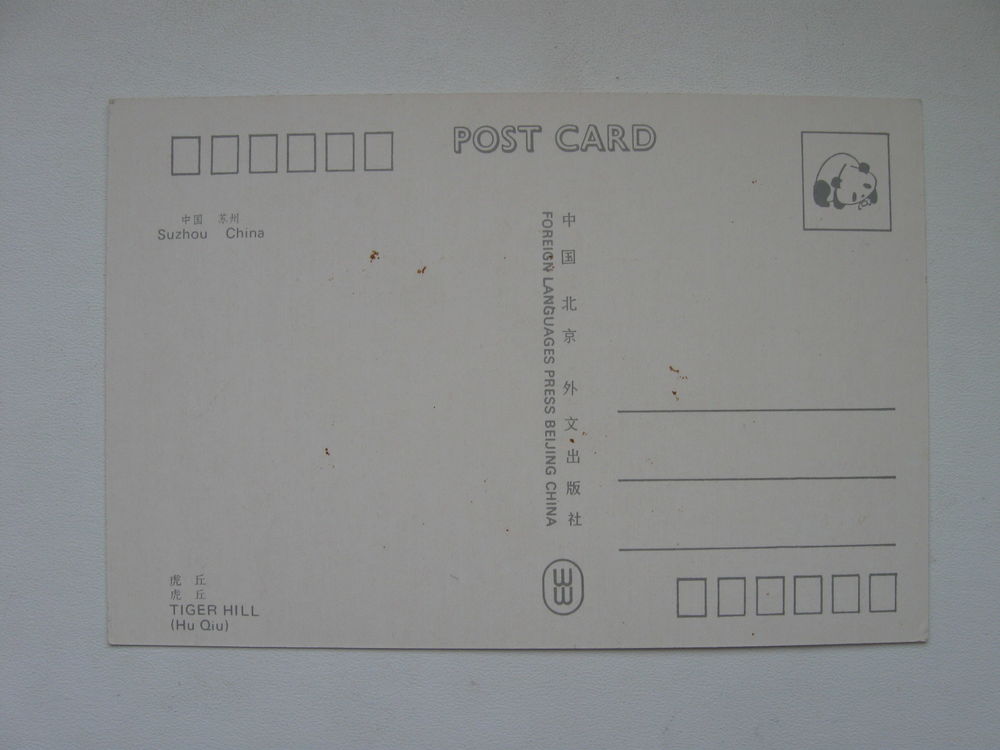 POST CARD
中国 苏州
Suzhou China
中国北京外文出版社
FOREIGN LANGUAGES PRESS BEIJING CHINA
虎丘
虎丘
TIGER HILL
(Hu Qiu)